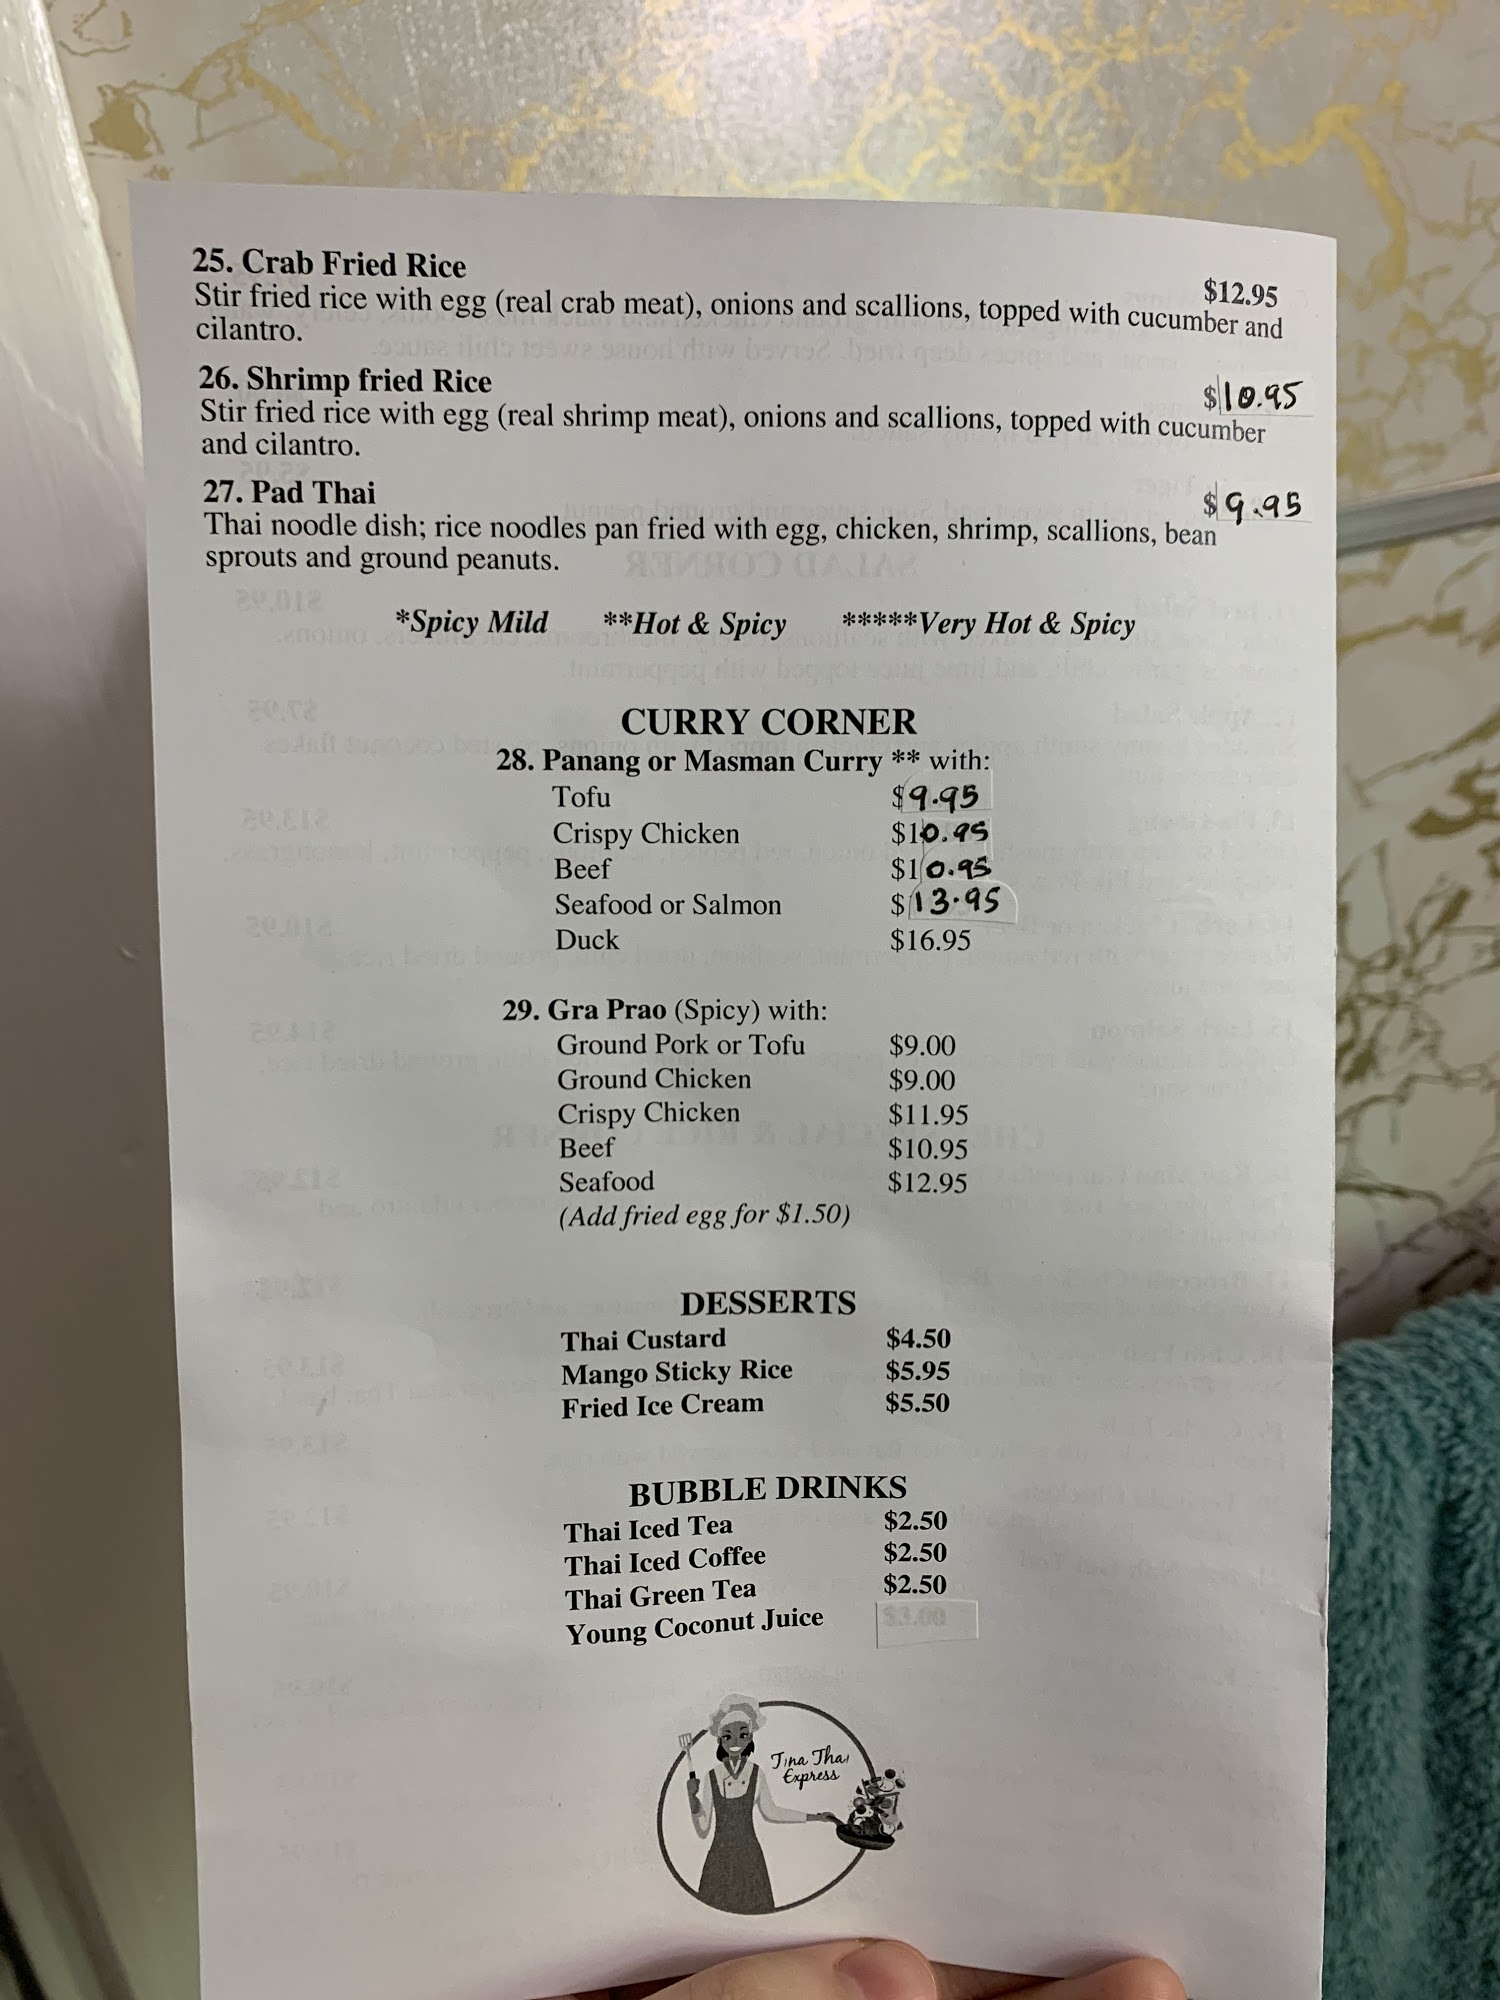 25. Crab Fried Rice $12.95
Stir fried rice with egg (real crab meat), onions and scallions, topped with cucumber and
cilantro.
26. Shrimp fried Rice $10.95
Stir fried rice with egg (real shrimp meat), onions and scallions, topped with cucumber
and cilantro.
27. Pad Thai $9.95
Thai noodle dish; rice noodles pan fried with egg, chicken, shrimp, scallions, bean
sprouts and ground peanuts.
*Spicy Mild **Hot & Spicy *****Very Hot & Spicy
CURRY CORNER
28. Panang or Masman Curry ** with:
Tofu $9.95
Crispy Chicken $10.95
Beef $10.95
Seafood or Salmon $13.95
Duck $16.95
29. Gra Prao (Spicy) with:
Ground Pork or Tofu $9.00
Ground Chicken $9.00
Crispy Chicken $11.95
Beef $10.95
Seafood $12.95
(Add fried egg for $1.50)
DESSERTS
Thai Custard $4.50
Mango Sticky Rice $5.95
Fried Ice Cream $5.50
BUBBLE DRINKS
Thai Iced Tea $2.50
Thai Iced Coffee $2.50
Thai Green Tea $2.50
Young Coconut Juice $3.00
Tina Thai
Express